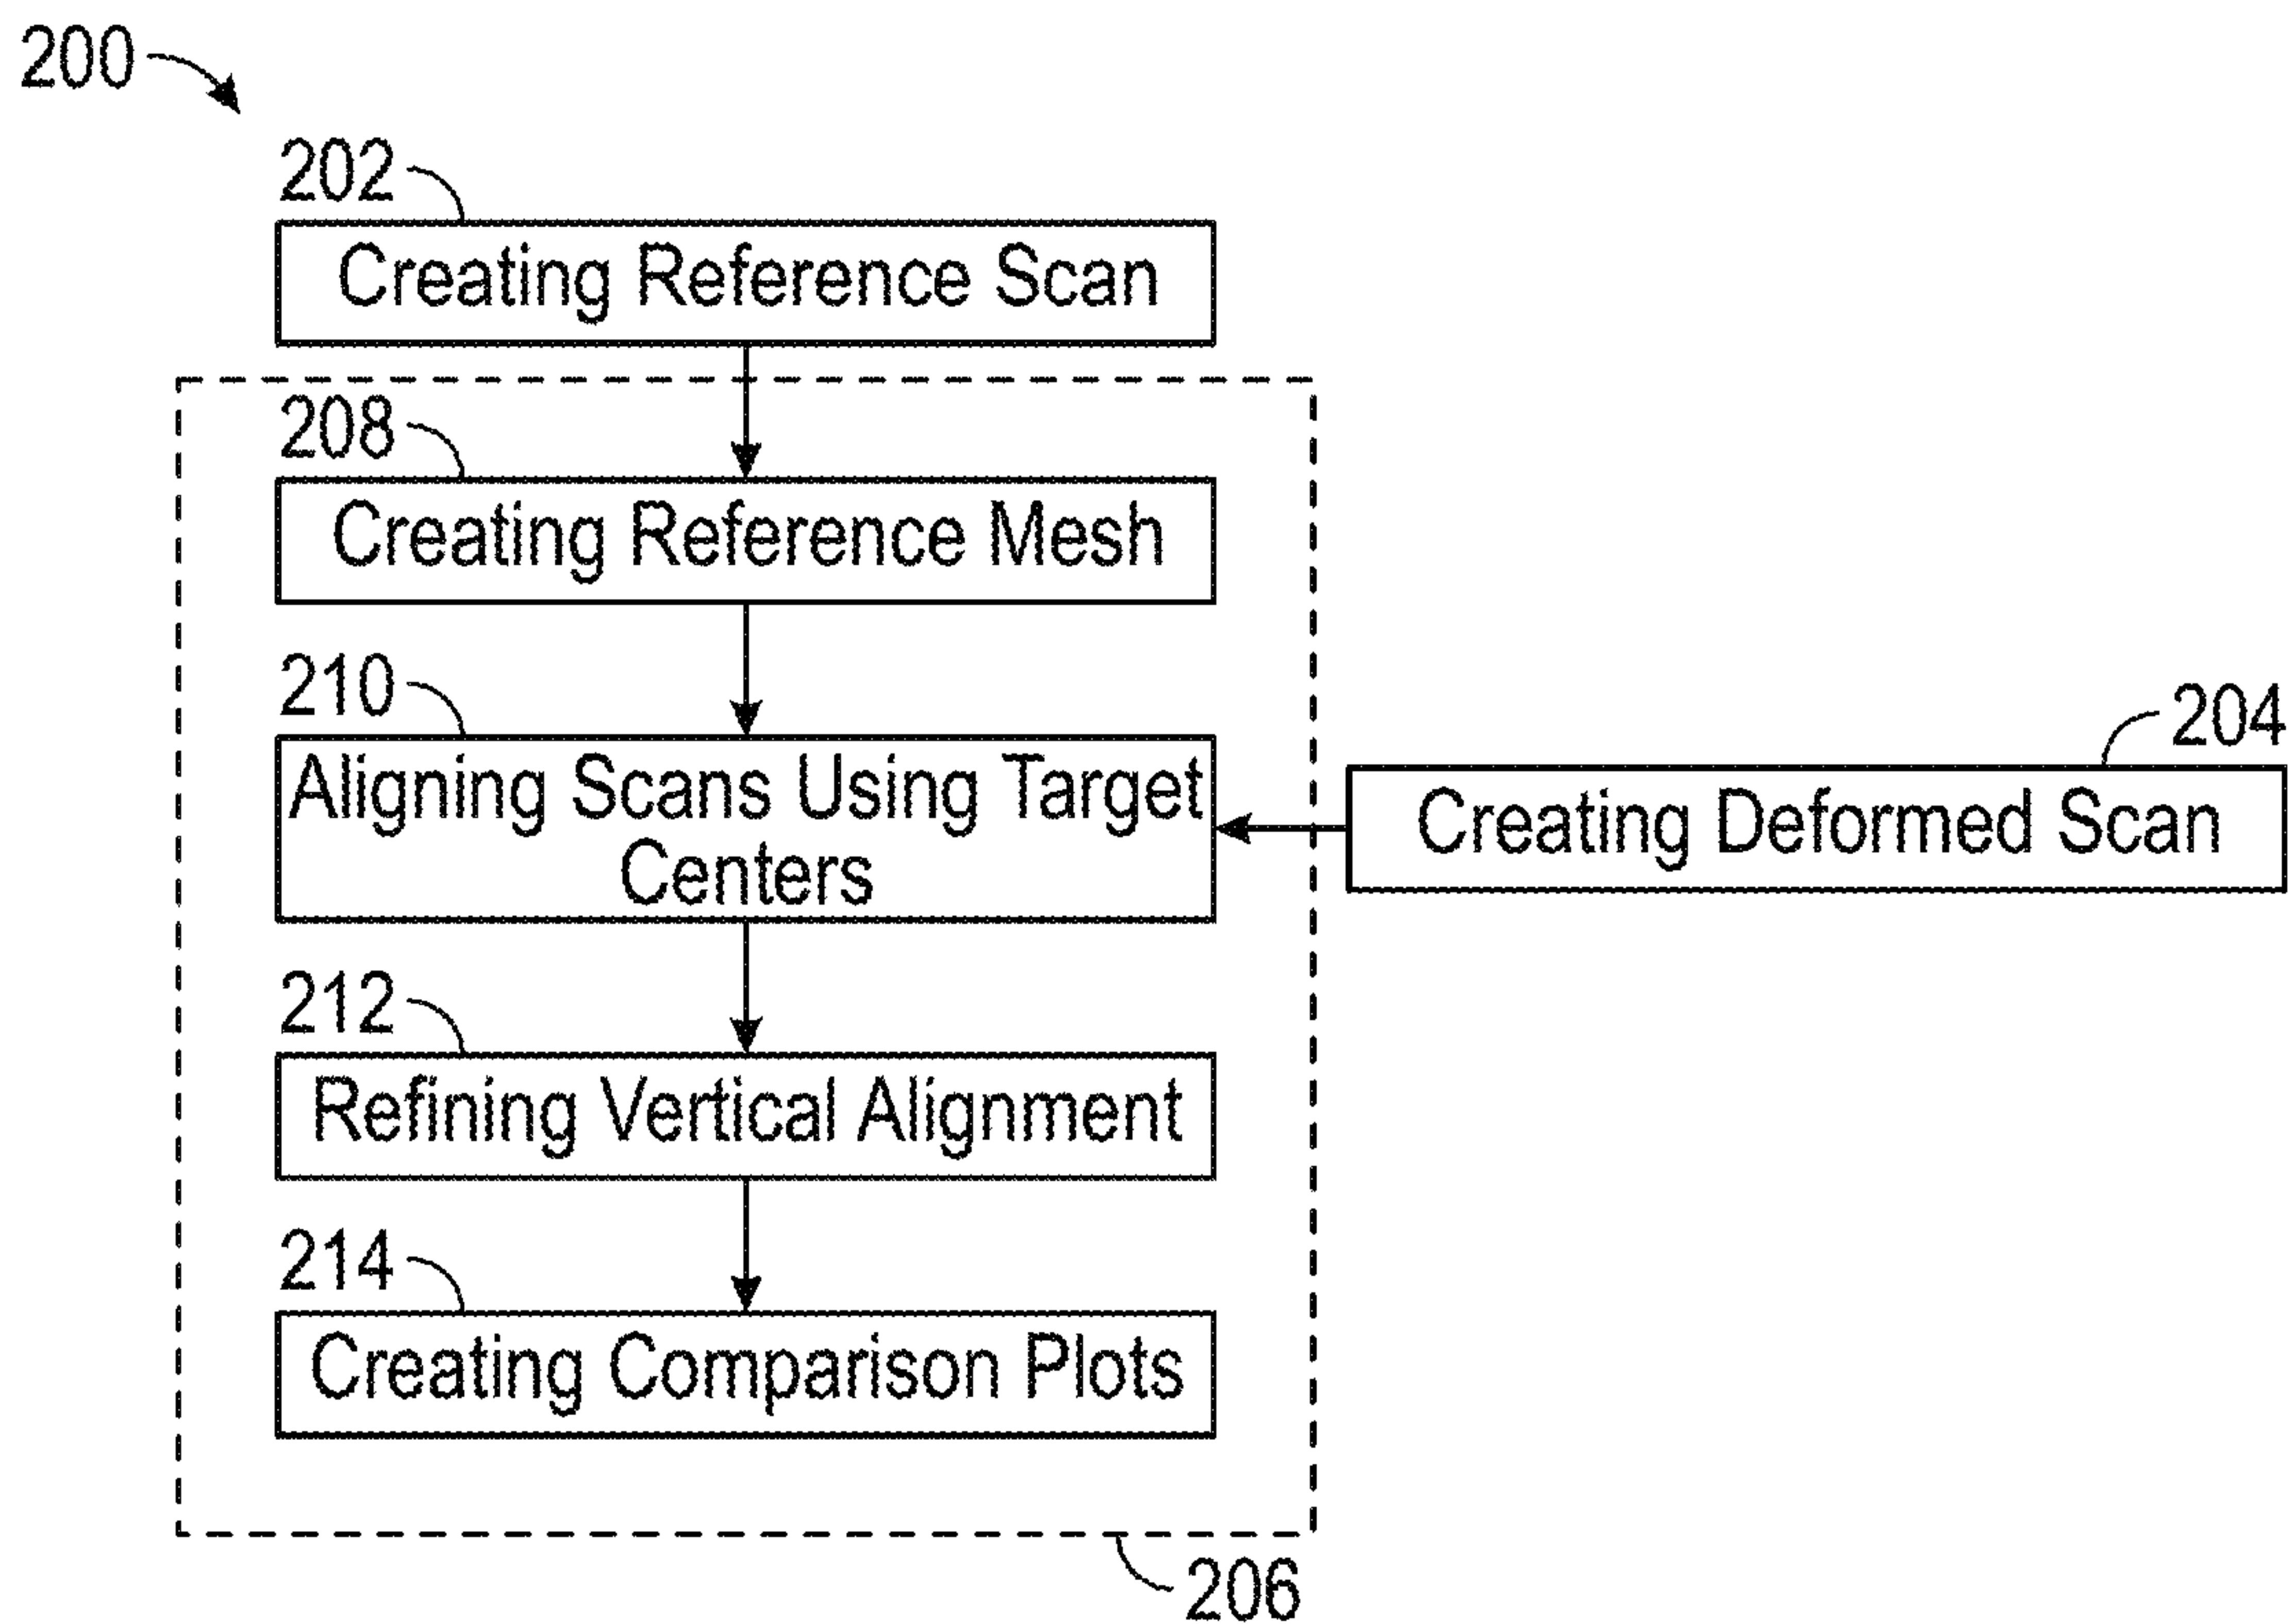 200
202
Creating Reference Scan
208
Creating Reference Mesh
210
Aligning Scans Using Target
Centers
204
Creating Deformed Scan
212
Refining Vertical Alignment
214
Creating Comparison Plots
206